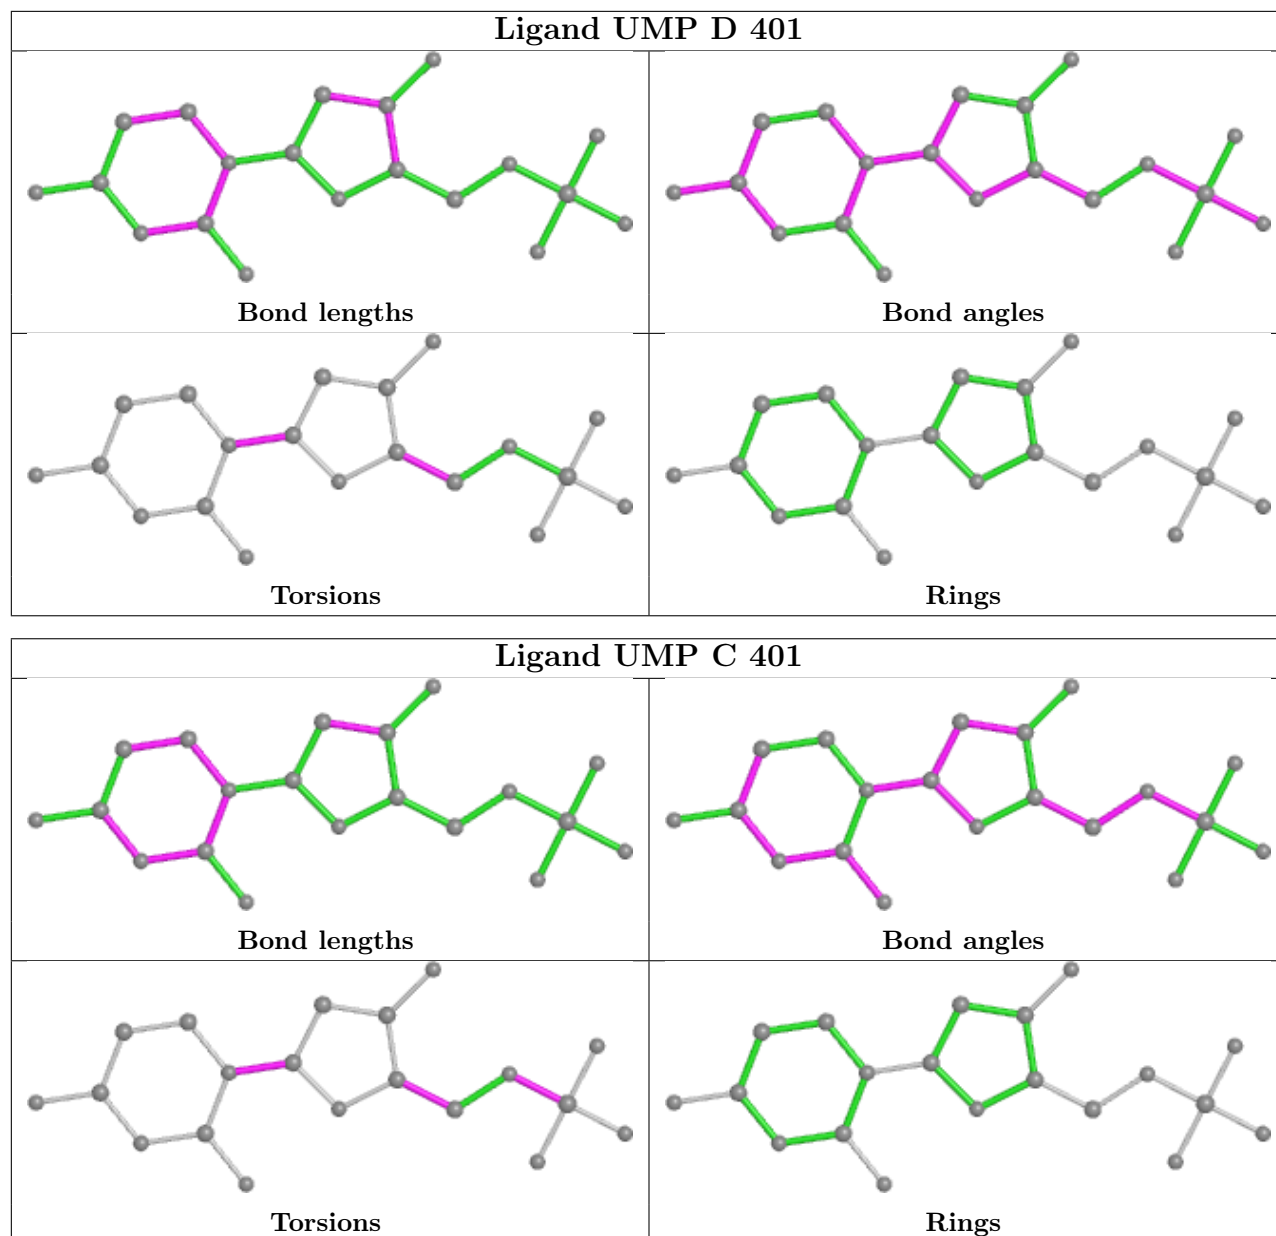 Ligand UMP D 401
Bond lengths
Bond angles
Torsions
Rings
Ligand UMP C 401
Bond lengths
Bond angles
Torsions
Rings